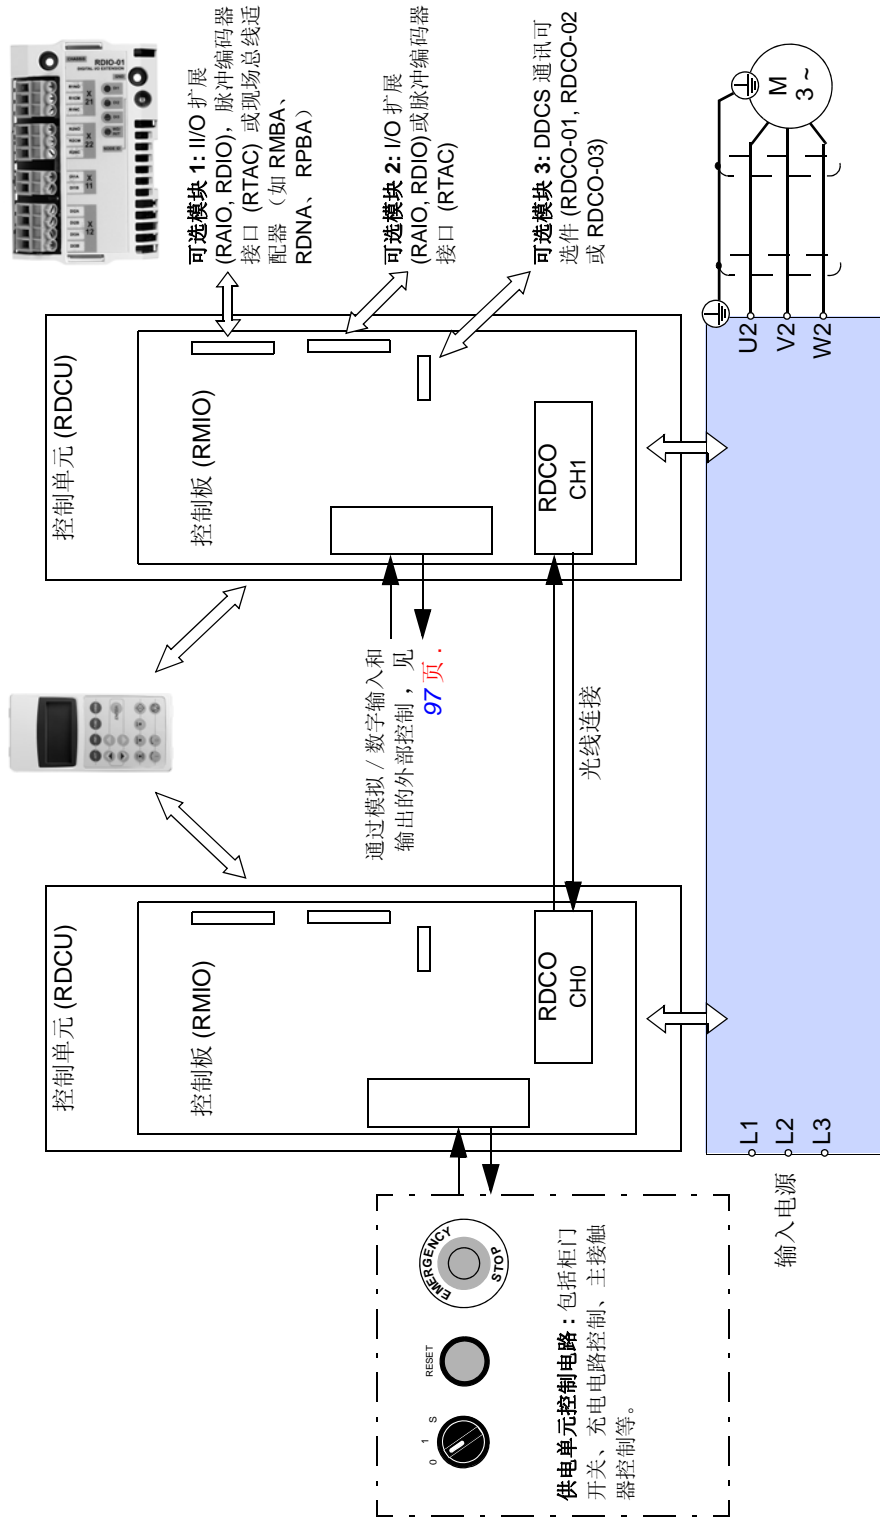 RDIO-01
DIGITAL I/O EXTENSION
X
21
X
22
X
11
X
12
可选模块 1: II/O 扩展
(RAIO, RDIO)，脉冲编码器
接口 (RTAC) 或现场总线适
配器 （如 RMBA、
RDNA、 RPBA）
可选模块 2: I/O 扩展
(RAIO, RDIO)或脉冲编码器
接口 (RTAC)
可选模块 3: DDCS 通讯可
选件 (RDCO-01, RDCO-02
或 RDCO-03)
M
3 ~
控制单元 (RDCU)
控制板 (RMIO)
RDCO
CH1
U2
V2
W2
通过模拟 / 数字输入和
输出的外部控制， 见
97 页 .
光线连接
控制单元 (RDCU)
控制板 (RMIO)
RDCO
CH0
L1
L2
L3
输入电源
0 1 S
RESET
EMERGENCY
STOP
供电单元控制电路 : 包括柜门
开关、充电电路控制、主接触
器控制等。